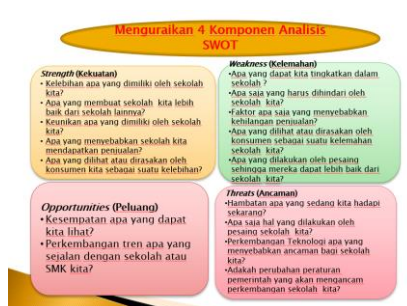 Menguraikan 4 Komponen Analisis
SWOT
Strength (Kekuatan)
• Kelebihan apa yang dimiliki oleh sekolah
kita?
• Apa yang membuat sekolah kita lebih
baik dari sekolah lainnya?
• Keunikan apa yang dimiliki oleh sekolah
kita?
• Apa yang menyebabkan sekolah kita
mendapatkan penjualan?
• Apa yang dilihat atau dirasakan oleh
konsumen kita sebagai suatu kelebihan?
Weakness (Kelemahan)
•Apa yang dapat kita tingkatkan dalam
sekolah ?
•Apa saja yang harus dihindari oleh
sekolah kita?
•Faktor apa saja yang menyebabkan
kehilangan penjualan?
•Apa yang dilihat atau dirasakan oleh
konsumen sebagai suatu kelemahan
sekolah kita?
•Apa yang dilakukan oleh pesaing
sehingga mereka dapat lebih baik dari
sekolah kita?
Opportunities (Peluang)
• Kesempatan apa yang dapat
kita lihat?
• Perkembangan tren apa yang
sejalan dengan sekolah atau
SMK kita?
Threats (Ancaman)
•Hambatan apa yang sedang kita hadapi
sekarang?
•Apa saja hal yang dilakukan oleh
pesaing sekolah kita?
•Perkembangan Teknologi apa yang
menyebabkan ancaman bagi sekolah
kita?
•Adakah perubahan peraturan
pemerintah yang akan mengancam
perkembangan sekolah kita?